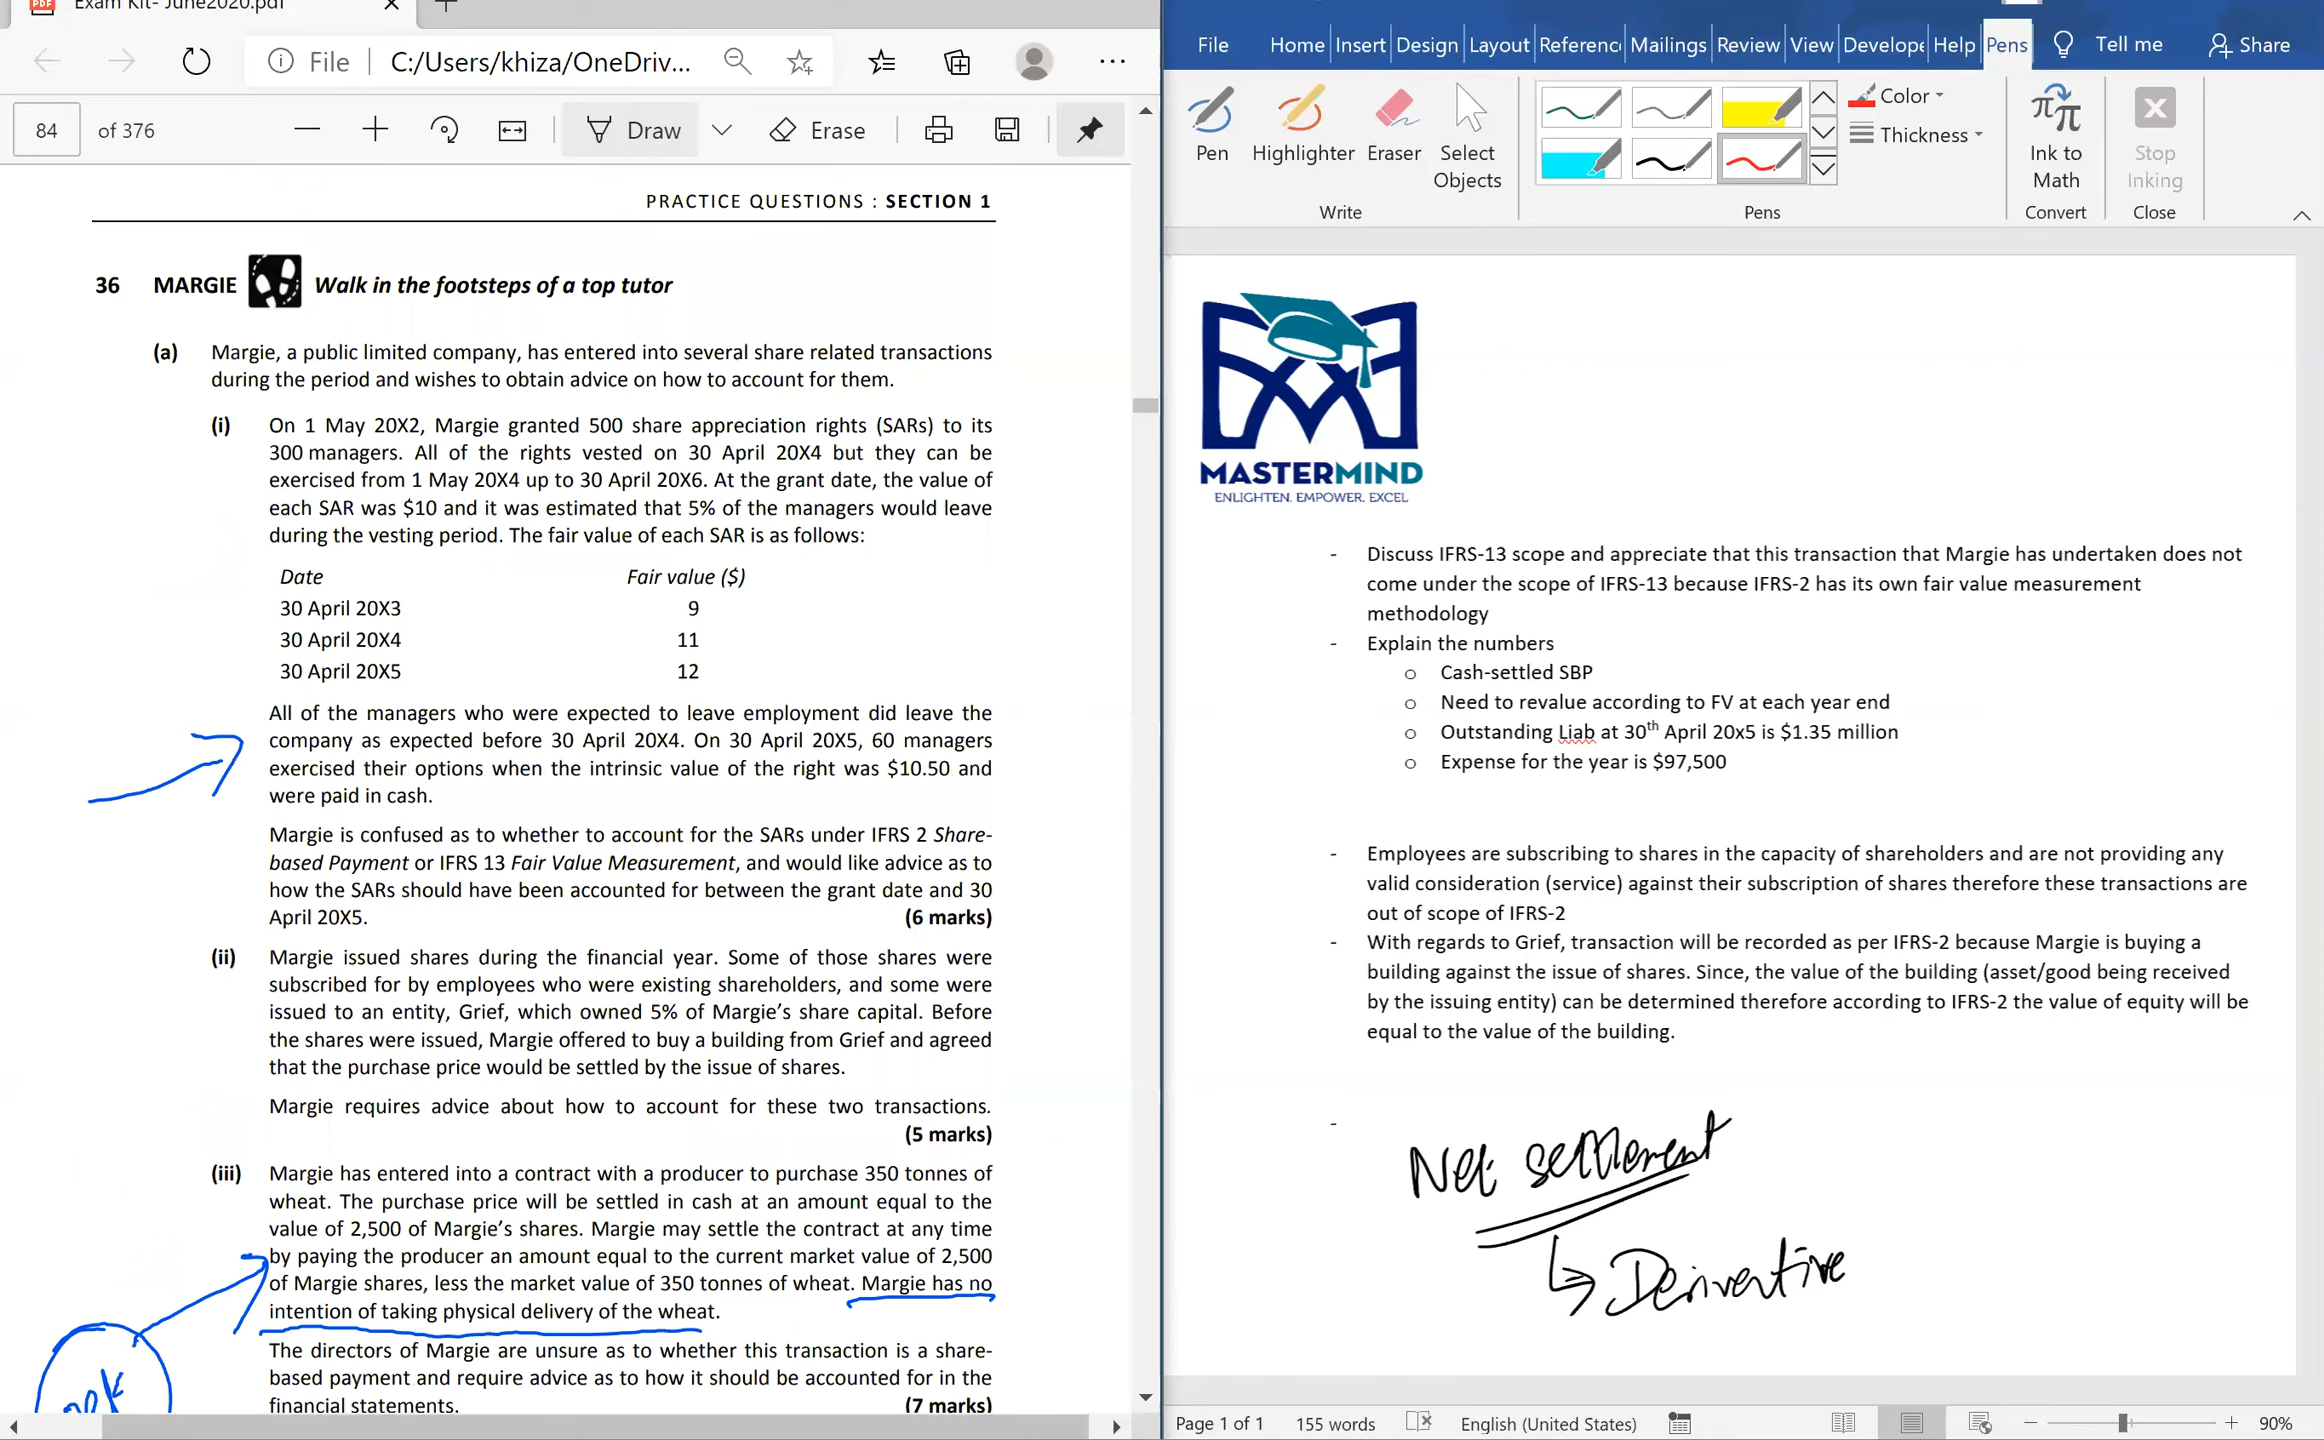 Exam Kit- June2020.pdf
File
C:/Users/khiza/OneDriv...
84
of 376
Draw
Erase
PRACTICE QUESTIONS : SECTION 1
36 MARGIE Walk in the footsteps of a top tutor
(a) Margie, a public limited company, has entered into several share related transactions
during the period and wishes to obtain advice on how to account for them.
(i) On 1 May 20X2, Margie granted 500 share appreciation rights (SARs) to its
300 managers. All of the rights vested on 30 April 20X4 but they can be
exercised from 1 May 20X4 up to 30 April 20X6. At the grant date, the value of
each SAR was $10 and it was estimated that 5% of the managers would leave
during the vesting period. The fair value of each SAR is as follows:
Date Fair value ($)
30 April 20X3 9
30 April 20X4 11
30 April 20X5 12
All of the managers who were expected to leave employment did leave the
company as expected before 30 April 20X4. On 30 April 20X5, 60 managers
exercised their options when the intrinsic value of the right was $10.50 and
were paid in cash.
Margie is confused as to whether to account for the SARs under IFRS 2 Share-
based Payment or IFRS 13 Fair Value Measurement, and would like advice as to
how the SARs should have been accounted for between the grant date and 30
April 20X5. (6 marks)
(ii) Margie issued shares during the financial year. Some of those shares were
subscribed for by employees who were existing shareholders, and some were
issued to an entity, Grief, which owned 5% of Margie's share capital. Before
the shares were issued, Margie offered to buy a building from Grief and agreed
that the purchase price would be settled by the issue of shares.
Margie requires advice about how to account for these two transactions.
(5 marks)
(iii) Margie has entered into a contract with a producer to purchase 350 tonnes of
wheat. The purchase price will be settled in cash at an amount equal to the
value of 2,500 of Margie's shares. Margie may settle the contract at any time
by paying the producer an amount equal to the current market value of 2,500
of Margie shares, less the market value of 350 tonnes of wheat. Margie has no
intention of taking physical delivery of the wheat.
The directors of Margie are unsure as to whether this transaction is a share-
based payment and require advice as to how it should be accounted for in the
financial statements. (7 marks)
File Home Insert Design Layout Referenc Mailings Review View Develope Help Pens Tell me Share
Pen Highlighter Eraser Select Objects
Color
Thickness
Ink to Math
Stop Inking
Write Pens Convert Close
MASTERMIND
ENLIGHTEN. EMPOWER. EXCEL
- Discuss IFRS-13 scope and appreciate that this transaction that Margie has undertaken does not
come under the scope of IFRS-13 because IFRS-2 has its own fair value measurement
methodology
- Explain the numbers
o Cash-settled SBP
o Need to revalue according to FV at each year end
o Outstanding Liab at 30th April 20x5 is $1.35 million
o Expense for the year is $97,500
- Employees are subscribing to shares in the capacity of shareholders and are not providing any
valid consideration (service) against their subscription of shares therefore these transactions are
out of scope of IFRS-2
- With regards to Grief, transaction will be recorded as per IFRS-2 because Margie is buying a
building against the issue of shares. Since, the value of the building (asset/good being received
by the issuing entity) can be determined therefore according to IFRS-2 the value of equity will be
equal to the value of the building.
-
Net settlement
Derivative
Page 1 of 1 155 words English (United States) 90%